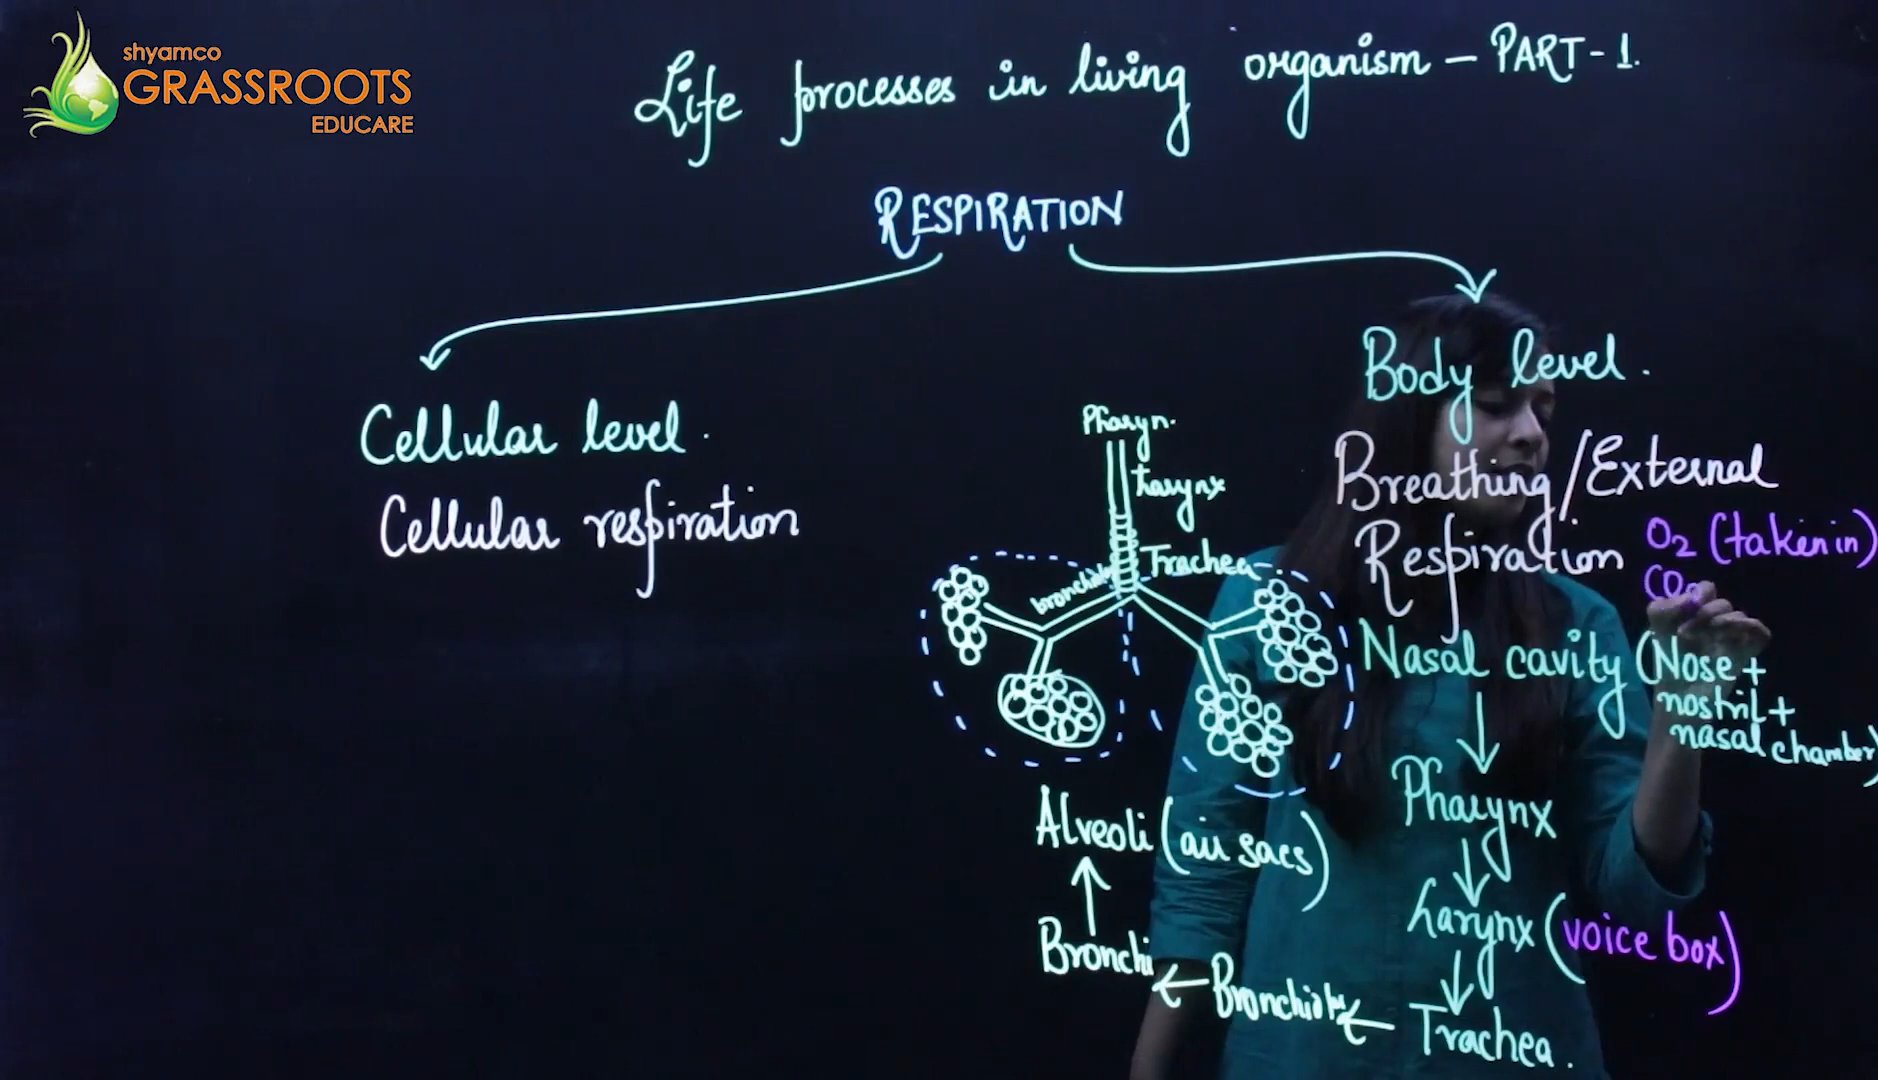 shyamco
GRASSROOTS
EDUCARE
Life processes in living organism - PART-1.
RESPIRATION
Cellular level.
Cellular respiration
Body level.
Breathing/External
Respiration
O2 (taken in)
CO2
Nasal cavity (Nose+
nostril+
nasal chamber)
Pharynx
Larynx (voice box)
Trachea.
Bronchi
Alveoli (air sacs)
Pharyn.
Larynx
Trachea